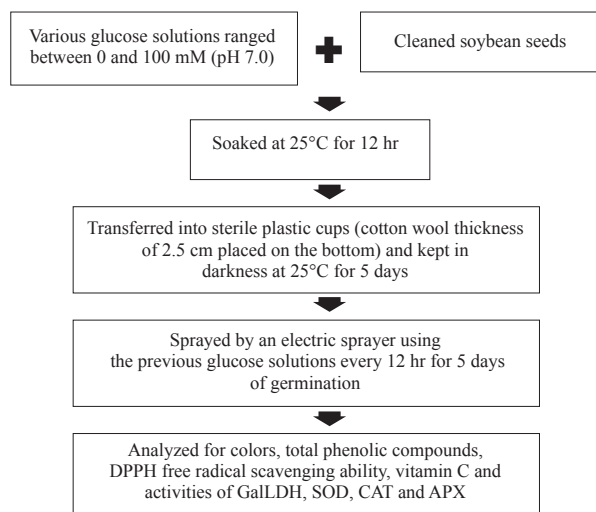 Various glucose solutions ranged
between 0 and 100 mM (pH 7.0)
Cleaned soybean seeds
Soaked at 25°C for 12 hr
Transferred into sterile plastic cups (cotton wool thickness
of 2.5 cm placed on the bottom) and kept in
darkness at 25°C for 5 days
Sprayed by an electric sprayer using
the previous glucose solutions every 12 hr for 5 days
of germination
Analyzed for colors, total phenolic compounds,
DPPH free radical scavenging ability, vitamin C and
activities of GalLDH, SOD, CAT and APX